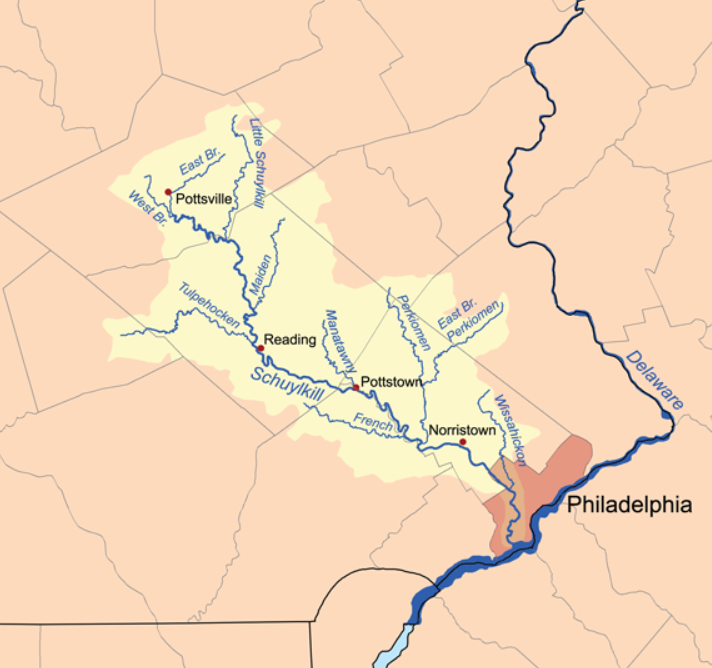 Little Schuylkill
East Br.
Pottsville
West Br.
Maiden
Tulpehocken
Perkiomen
East Br.
Perkiomen
Manatawny
Reading
Delaware
Schuylkill
Pottstown
Wissahickon
French
Norristown
Philadelphia